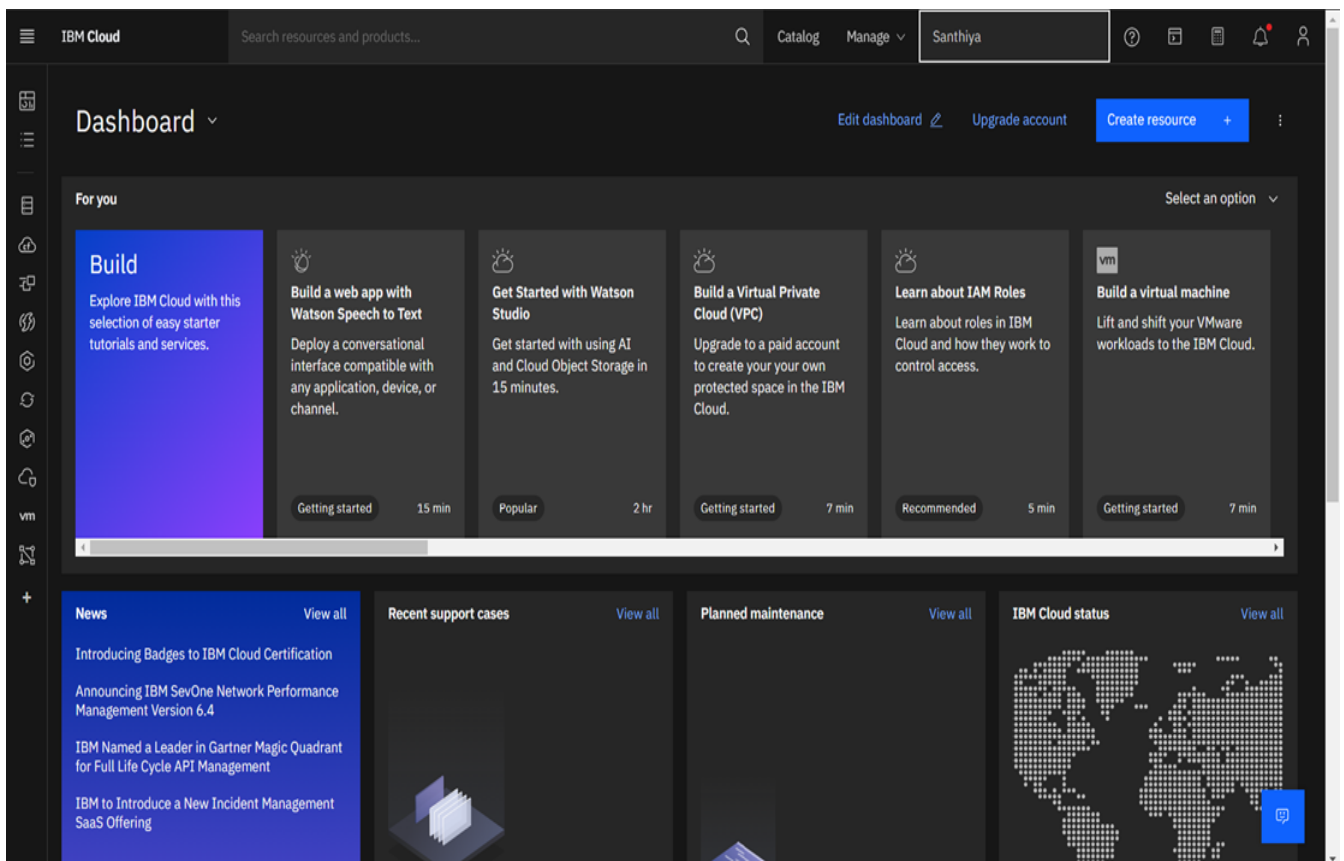 IBM Cloud
Search resources and products...
Catalog
Manage
Santhiya
Dashboard
Edit dashboard
Upgrade account
Create resource +
For you
Select an option
Build
Explore IBM Cloud with this
selection of easy starter
tutorials and services.
Build a web app with
Watson Speech to Text
Deploy a conversational
interface compatible with
any application, device, or
channel.
Getting started
15 min
Get Started with Watson
Studio
Get started with using AI
and Cloud Object Storage in
15 minutes.
Popular
2 hr
Build a Virtual Private
Cloud (VPC)
Upgrade to a paid account
to create your your own
protected space in the IBM
Cloud.
Getting started
7 min
Learn about IAM Roles
Learn about roles in IBM
Cloud and how they work to
control access.
Recommended
5 min
vm
Build a virtual machine
Lift and shift your VMware
workloads to the IBM Cloud.
Getting started
7 min
vm
+
News
View all
Introducing Badges to IBM Cloud Certification
Announcing IBM SevOne Network Performance
Management Version 6.4
IBM Named a Leader in Gartner Magic Quadrant
for Full Life Cycle API Management
IBM to Introduce a New Incident Management
SaaS Offering
Recent support cases
View all
Planned maintenance
View all
IBM Cloud status
View all